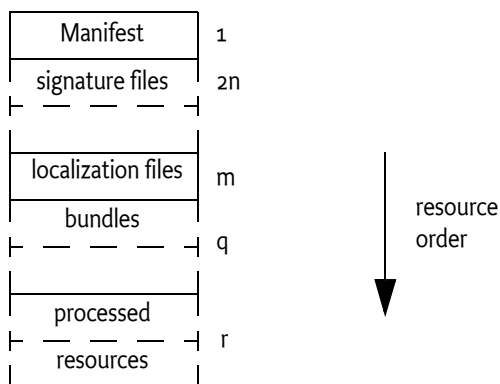 Manifest 1
signature files 2n
localization files m
bundles
q
processed
r
resources
resource
order